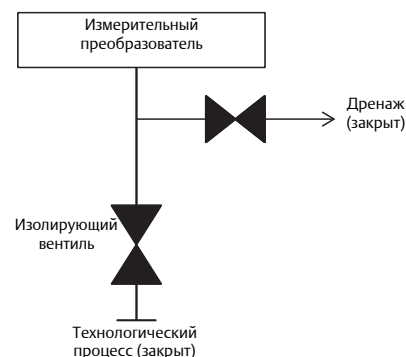 Измерительный
преобразователь
Дренаж
(закрыт)
Изолирующий
вентиль
Технологический
процесс (закрыт)